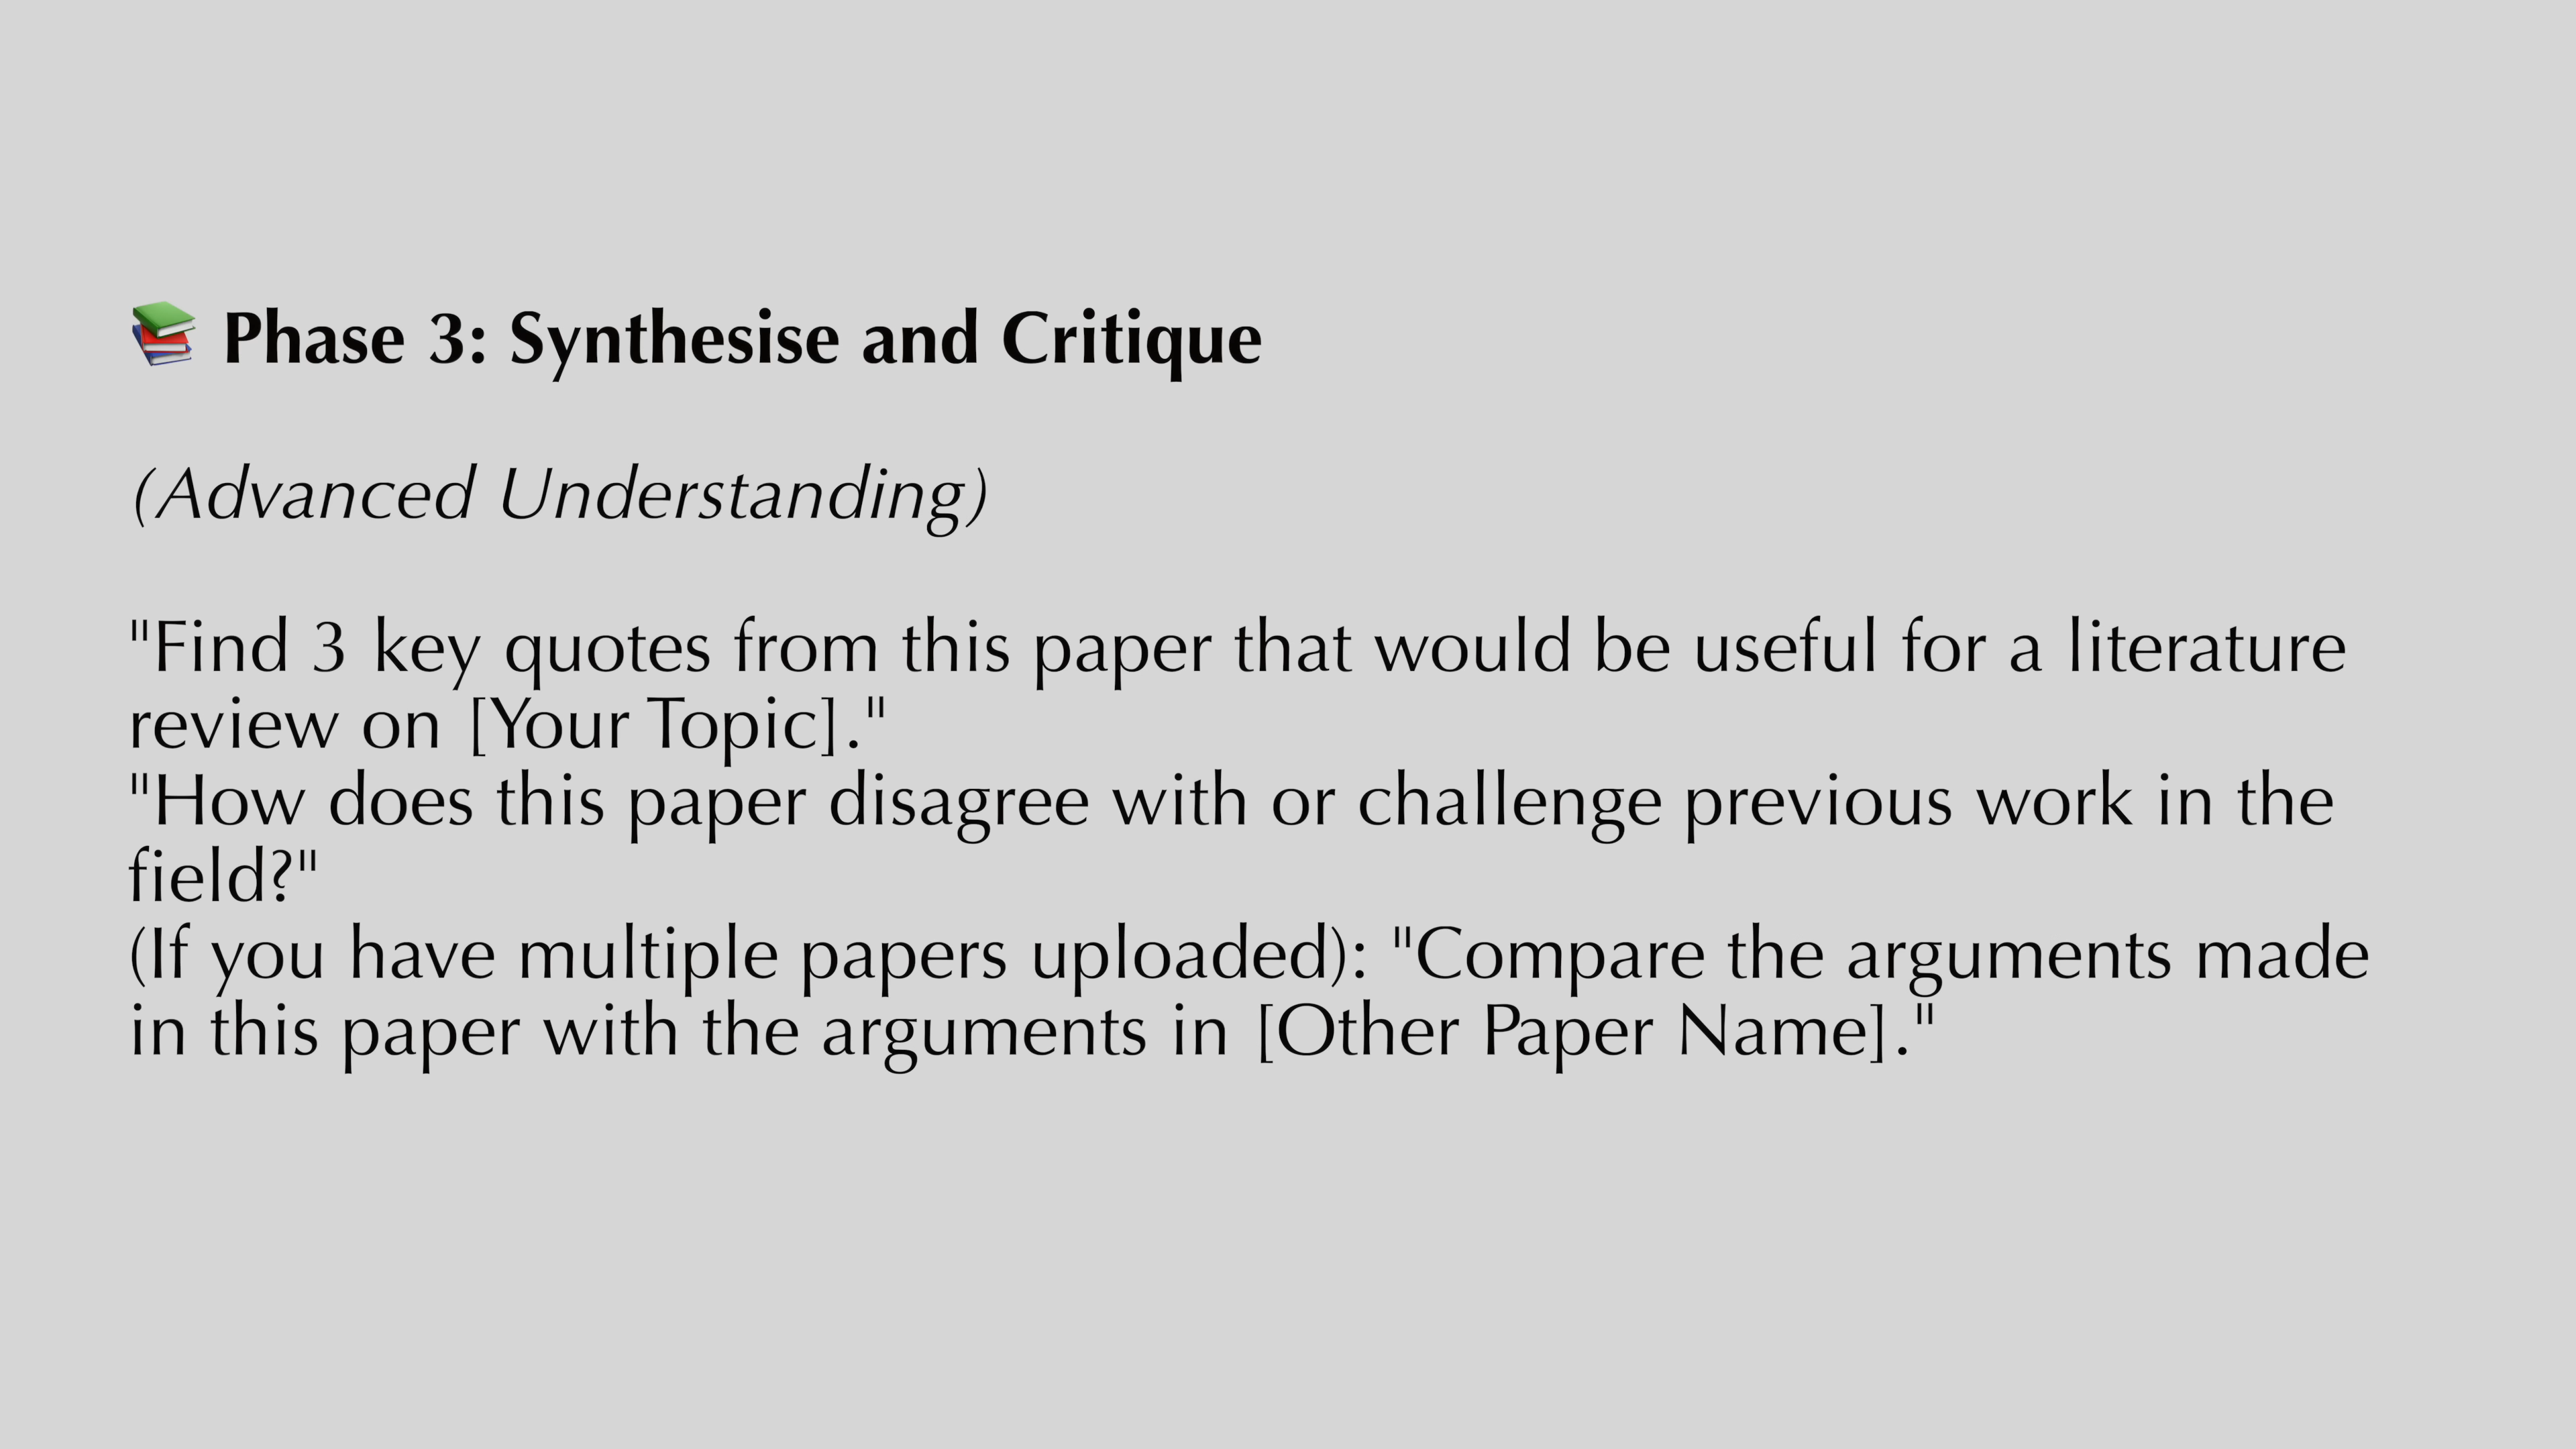 📚 Phase 3: Synthesise and Critique
(Advanced Understanding)
"Find 3 key quotes from this paper that would be useful for a literature
review on [Your Topic]."
"How does this paper disagree with or challenge previous work in the
field?"
(If you have multiple papers uploaded): "Compare the arguments made
in this paper with the arguments in [Other Paper Name]."